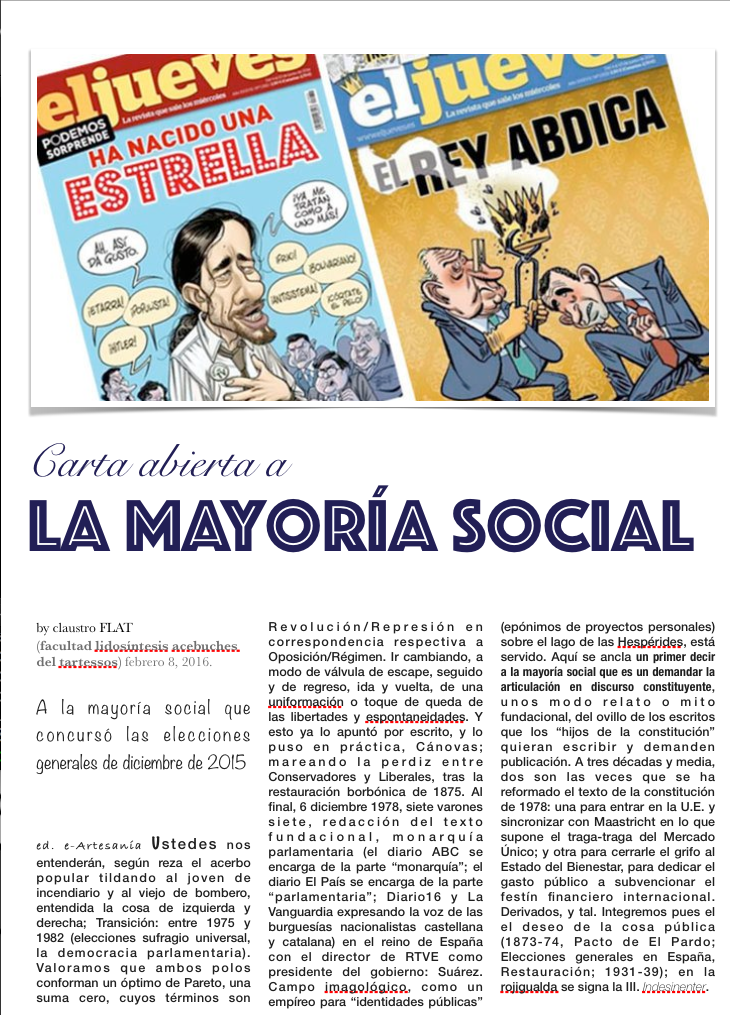 eljueves
La revista que sale los miércoles
PODEMOS
SORPRENDE
HA NACIDO UNA
ESTRELLA
AH, ASÍ
DA GUSTO.
¡YA ME
TRATAN
COMO A
UNO MÁS!
¡FRIKI!
¡BOLIVARIANO!
¡ETARRA!
¡POPULISTA!
¡ANTISISTEMA!
¡CÓRTATE
EL PELO!
¡HITLER!
eljueves
La revista que sale los miércoles
EL REY ABDICA
Carta abierta a
LA MAYORÍA SOCIAL
by claustro FLAT
(facultad lidosíntesis acebuches
del tartessos) febrero 8, 2016.
A la mayoría social que
concursó las elecciones
generales de diciembre de 2015
ed. e-Artesanía Ustedes nos
entenderán, según reza el acerbo
popular tildando al joven de
incendiario y al viejo de bombero,
entendida la cosa de izquierda y
derecha; Transición: entre 1975 y
1982 (elecciones sufragio universal,
la democracia parlamentaria).
Valoramos que ambos polos
conforman un óptimo de Pareto, una
suma cero, cuyos términos son
Revolución/Represión en
correspondencia respectiva a
Oposición/Régimen. Ir cambiando, a
modo de válvula de escape, seguido
y de regreso, ida y vuelta, de una
uniformación o toque de queda de
las libertades y espontaneidades. Y
esto ya lo apuntó por escrito, y lo
puso en práctica, Cánovas;
mareando la perdiz entre
Conservadores y Liberales, tras la
restauración borbónica de 1875. Al
final, 6 diciembre 1978, siete varones
siete, redacción del texto
fundacional, monarquía
parlamentaria (el diario ABC se
encarga de la parte “monarquía”; el
diario El País se encarga de la parte
“parlamentaria”; Diario16 y La
Vanguardia expresando la voz de las
burguesías nacionalistas castellana
y catalana) en el reino de España
con el director de RTVE como
presidente del gobierno: Suárez.
Campo imagológico, como un
empíreo para “identidades públicas”
(epónimos de proyectos personales)
sobre el lago de las Hespérides, está
servido. Aquí se ancla un primer decir
a la mayoría social que es un demandar la
articulación en discurso constituyente,
unos modo relato o mito
fundacional, del ovillo de los escritos
que los “hijos de la constitución”
quieran escribir y demanden
publicación. A tres décadas y media,
dos son las veces que se ha
reformado el texto de la constitución
de 1978: una para entrar en la U.E. y
sincronizar con Maastricht en lo que
supone el traga-traga del Mercado
Único; y otra para cerrarle el grifo al
Estado del Bienestar, para dedicar el
gasto público a subvencionar el
festín financiero internacional.
Derivados, y tal. Integremos pues el
el deseo de la cosa pública
(1873-74, Pacto de El Pardo;
Elecciones generales en España,
Restauración; 1931-39); en la
rojigualda se signa la III. Indesinenter.